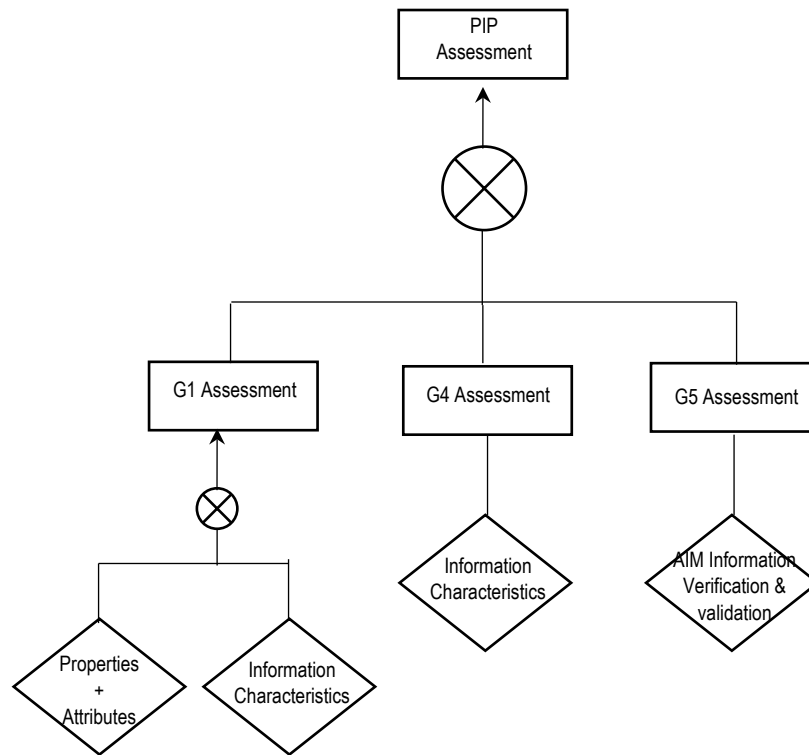 PIP
Assessment
G1 Assessment
G4 Assessment
G5 Assessment
Information
Characteristics
AIM Information
Verification &
validation
Properties
+
Attributes
Information
Characteristics